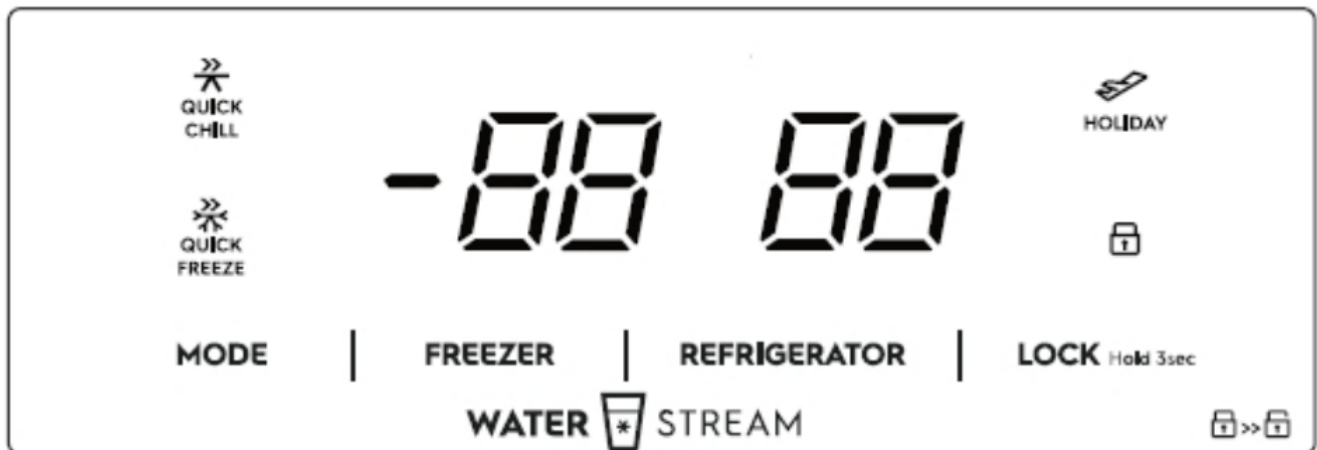 QUICK
CHILL
-88 88
HOLIDAY
QUICK
FREEZE
MODE
FREEZER
REFRIGERATOR
LOCK Hold 3sec
WATER STREAM